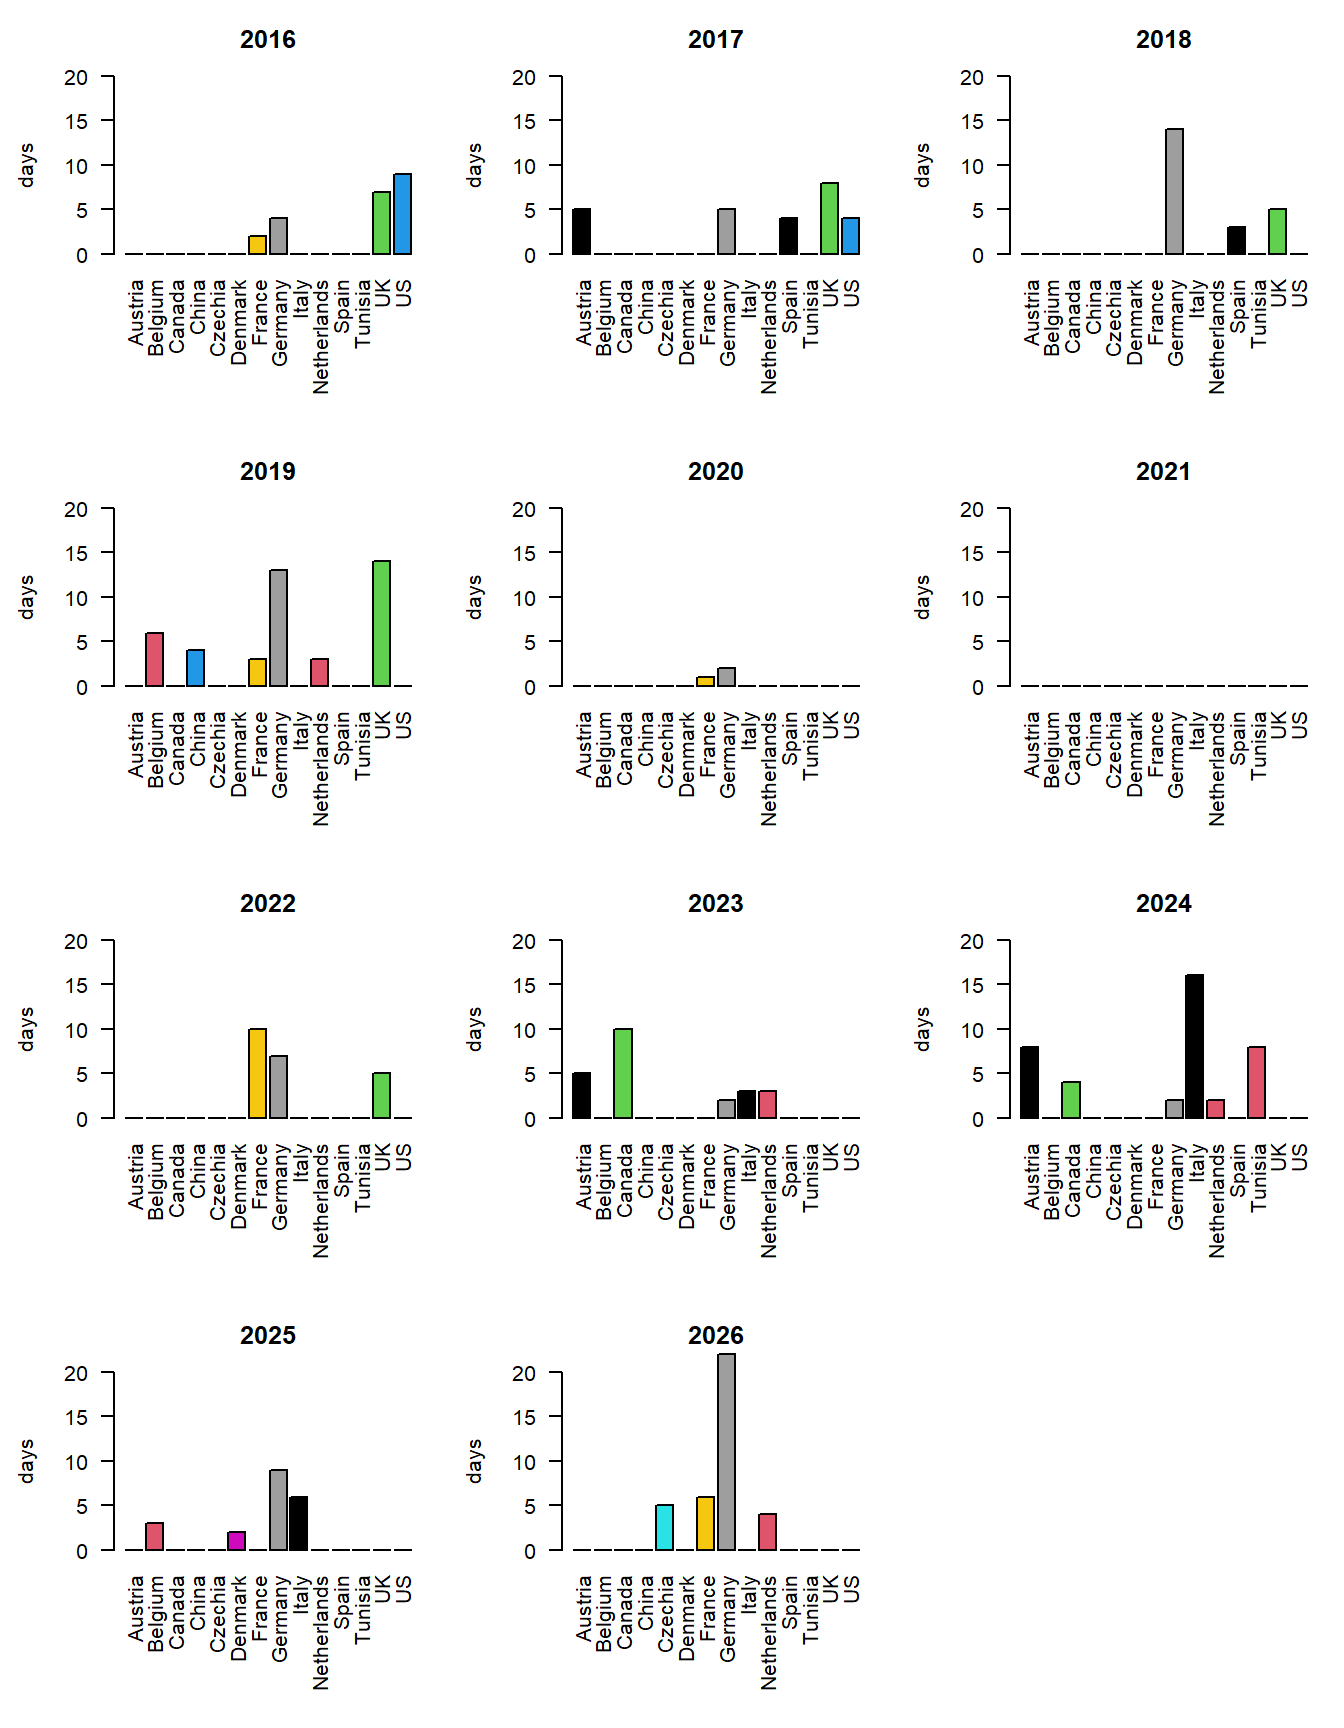 2016
days
20
15
10
5
0
Austria
Belgium
Canada
China
Czechia
Denmark
France
Germany
Italy
Netherlands
Spain
Tunisia
UK
US
2017
days
20
15
10
5
0
Austria
Belgium
Canada
China
Czechia
Denmark
France
Germany
Italy
Netherlands
Spain
Tunisia
UK
US
2018
days
20
15
10
5
0
Austria
Belgium
Canada
China
Czechia
Denmark
France
Germany
Italy
Netherlands
Spain
Tunisia
UK
US
2019
days
20
15
10
5
0
Austria
Belgium
Canada
China
Czechia
Denmark
France
Germany
Italy
Netherlands
Spain
Tunisia
UK
US
2020
days
20
15
10
5
0
Austria
Belgium
Canada
China
Czechia
Denmark
France
Germany
Italy
Netherlands
Spain
Tunisia
UK
US
2021
days
20
15
10
5
0
Austria
Belgium
Canada
China
Czechia
Denmark
France
Germany
Italy
Netherlands
Spain
Tunisia
UK
US
2022
days
20
15
10
5
0
Austria
Belgium
Canada
China
Czechia
Denmark
France
Germany
Italy
Netherlands
Spain
Tunisia
UK
US
2023
days
20
15
10
5
0
Austria
Belgium
Canada
China
Czechia
Denmark
France
Germany
Italy
Netherlands
Spain
Tunisia
UK
US
2024
days
20
15
10
5
0
Austria
Belgium
Canada
China
Czechia
Denmark
France
Germany
Italy
Netherlands
Spain
Tunisia
UK
US
2025
days
20
15
10
5
0
Austria
Belgium
Canada
China
Czechia
Denmark
France
Germany
Italy
Netherlands
Spain
Tunisia
UK
US
2026
days
20
15
10
5
0
Austria
Belgium
Canada
China
Czechia
Denmark
France
Germany
Italy
Netherlands
Spain
Tunisia
UK
US